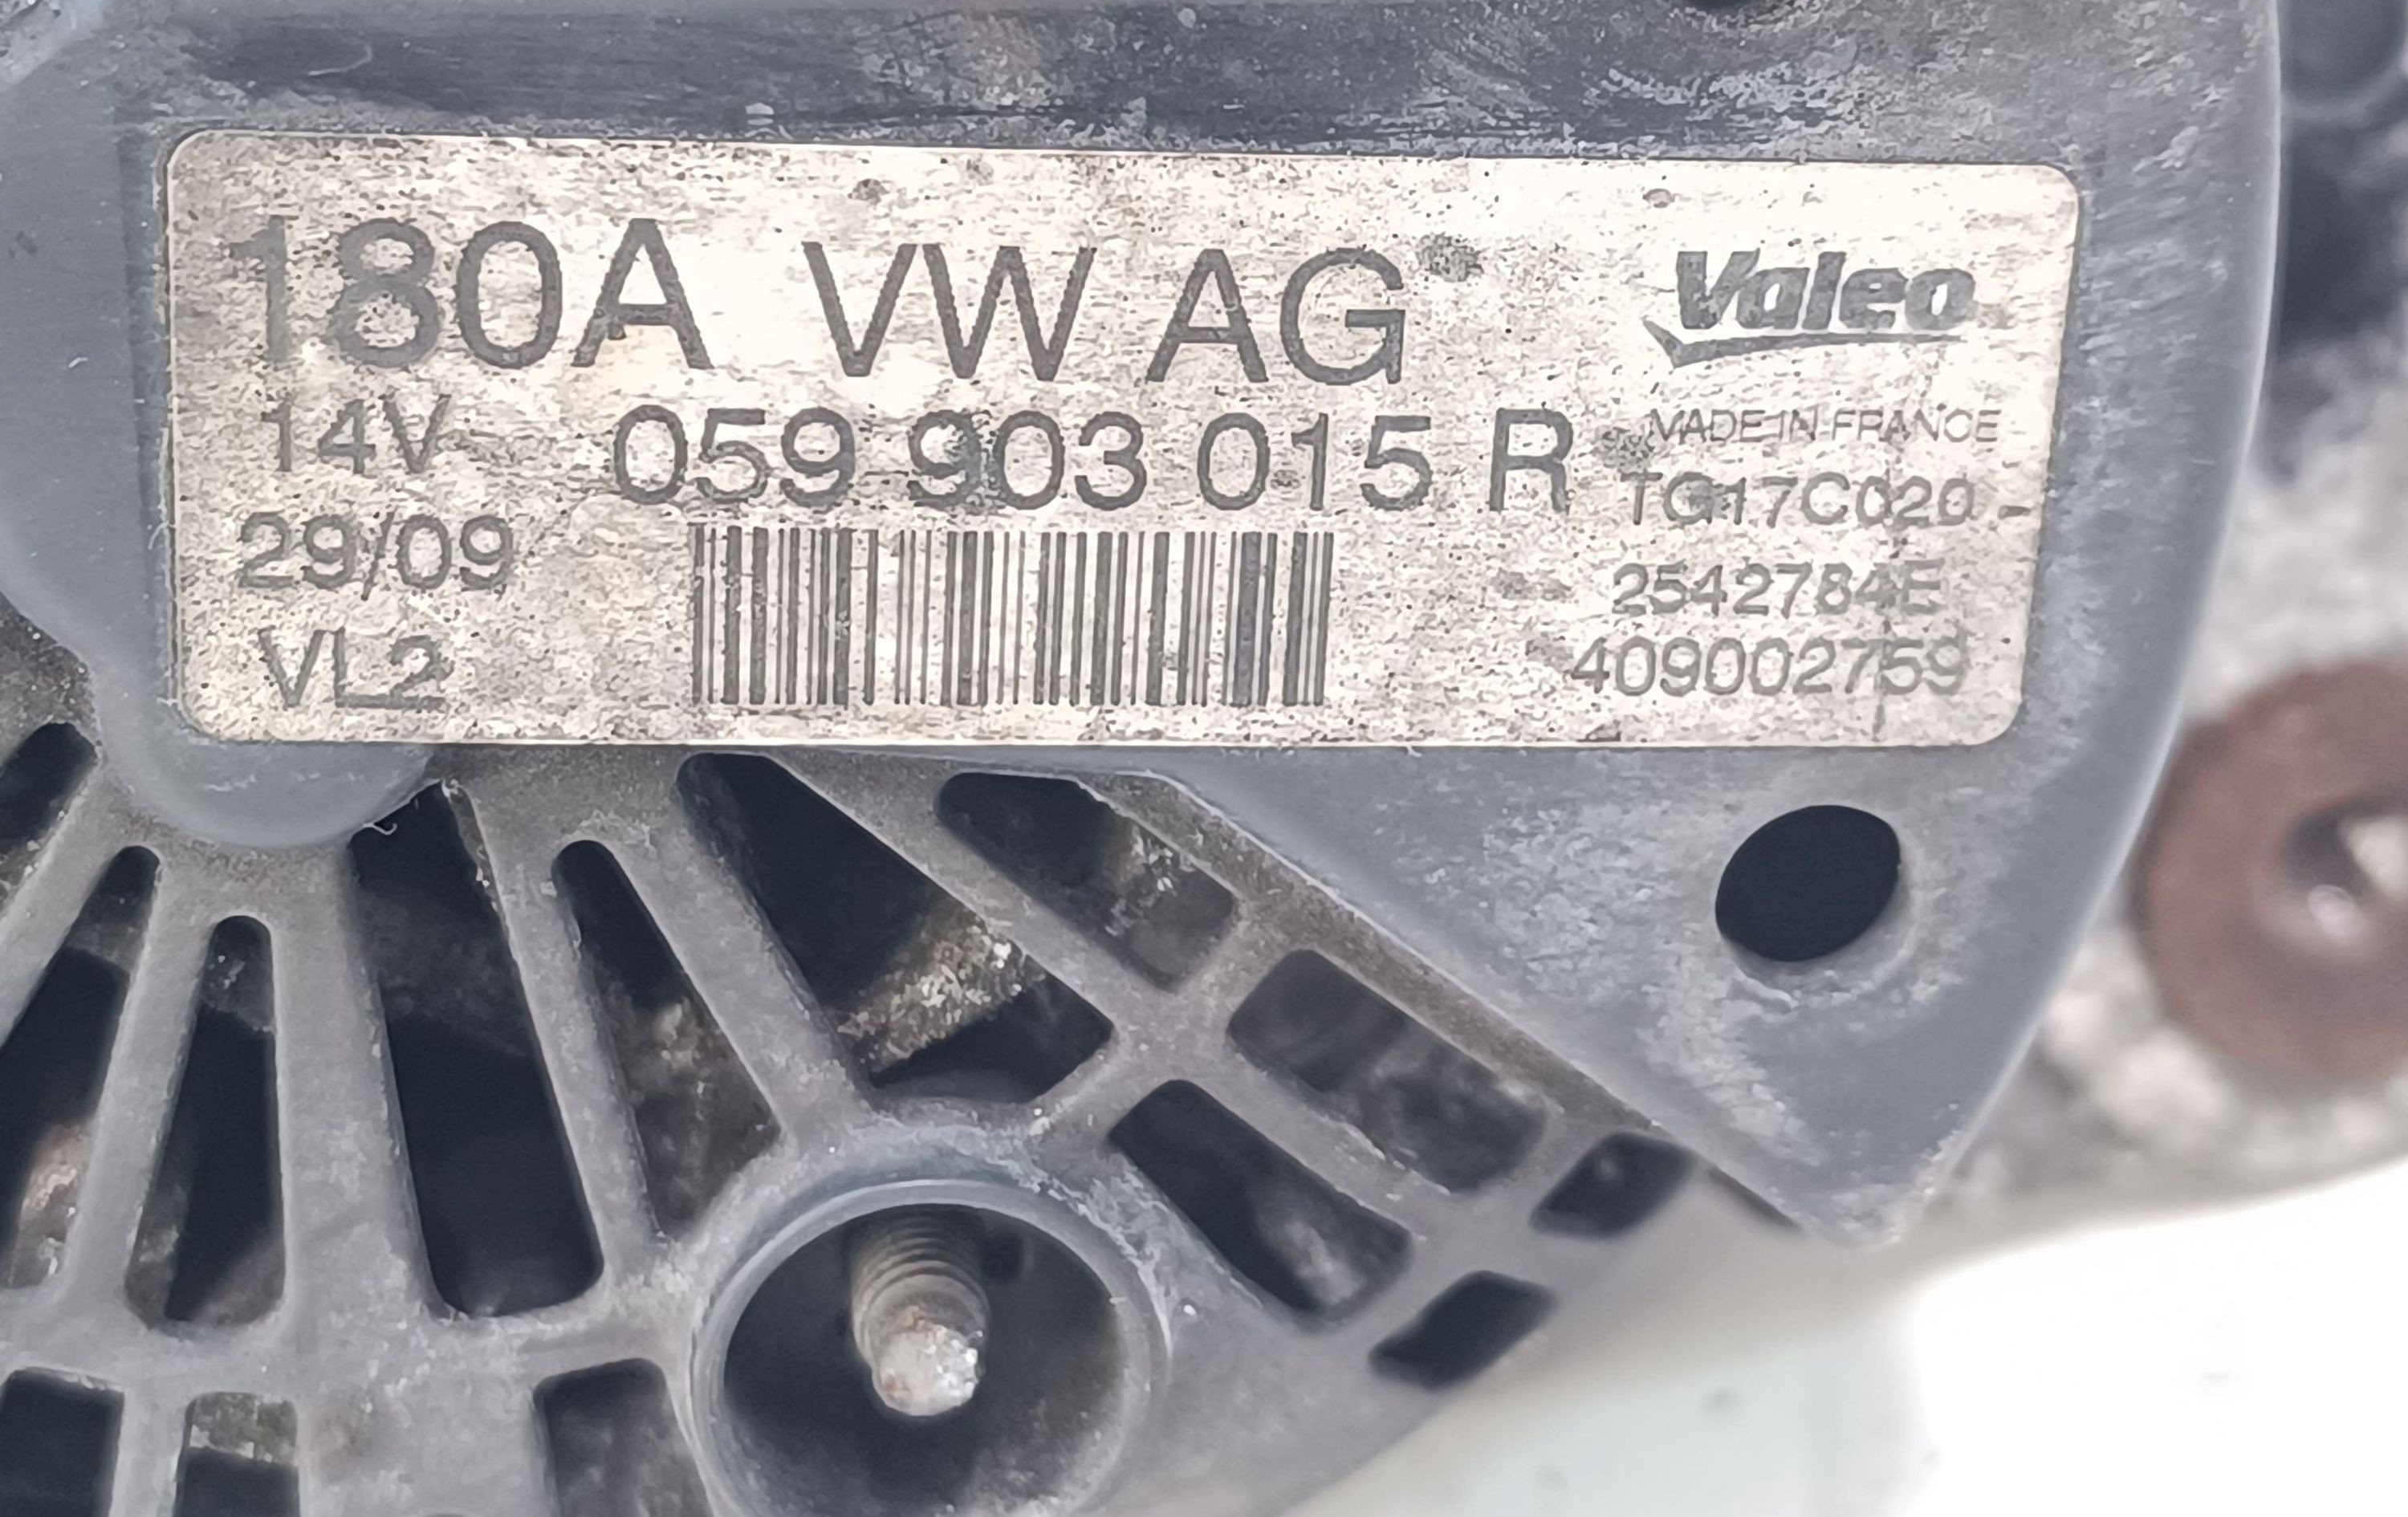 180A VW AG
Valeo
14V 059 903 015 R
MADE IN FRANCE
29/09
TG17C020
2542784E
VL2
409002759